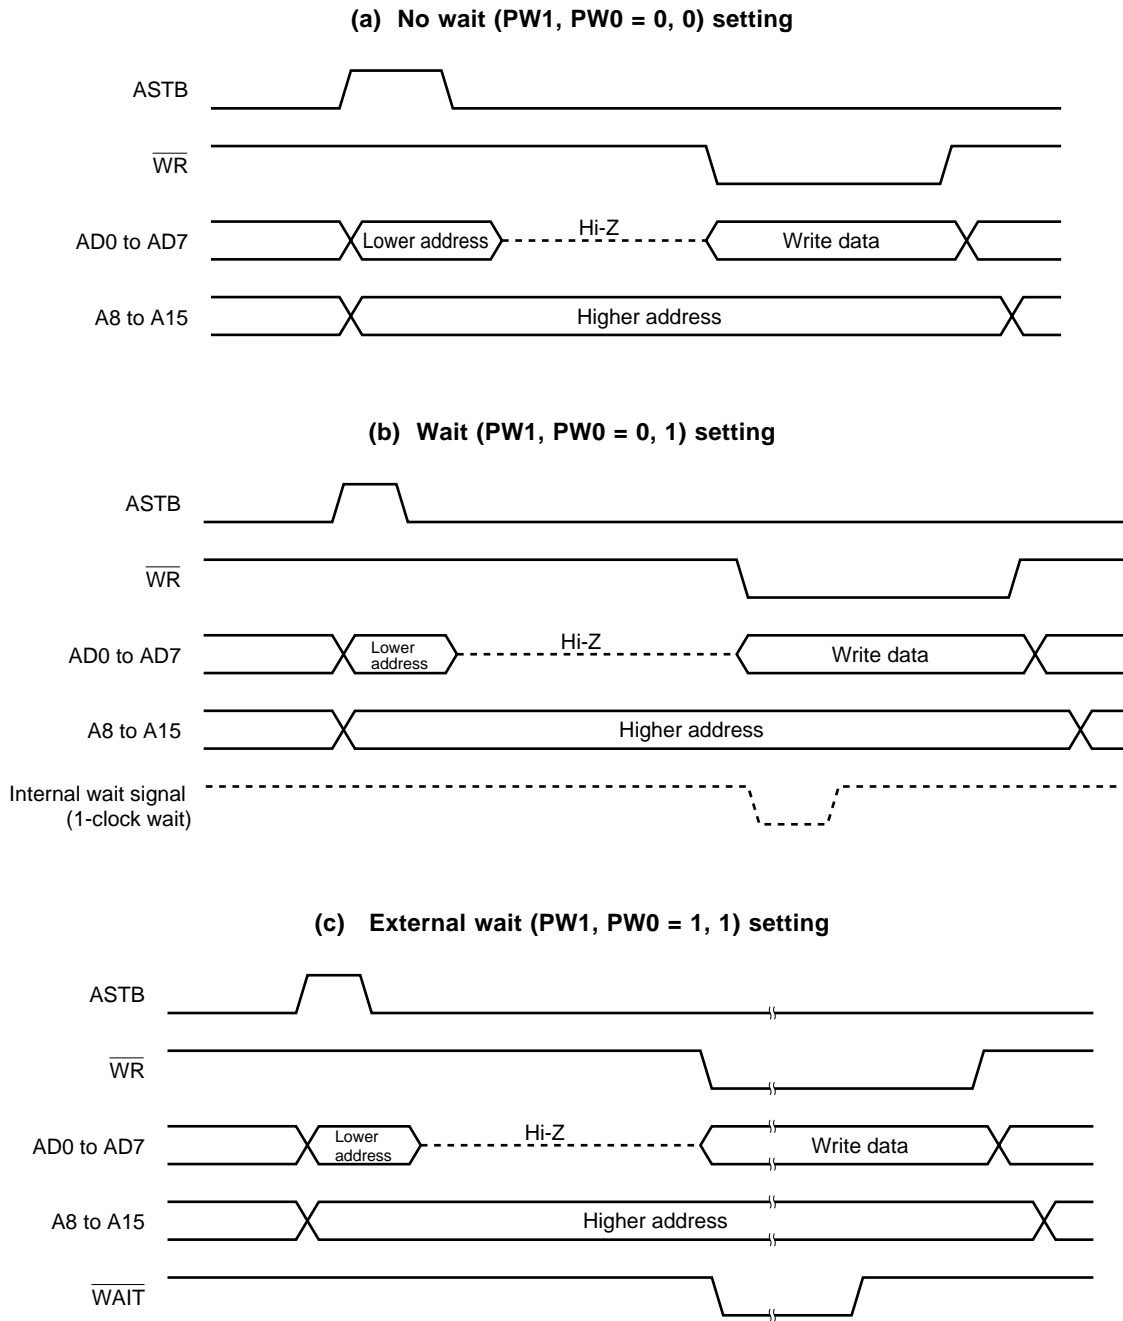 (a) No wait (PW1, PW0 = 0, 0) setting
ASTB
WR
AD0 to AD7
Lower address
Hi-Z
Write data
A8 to A15
Higher address
(b) Wait (PW1, PW0 = 0, 1) setting
ASTB
WR
AD0 to AD7
Lower
address
Hi-Z
Write data
A8 to A15
Higher address
Internal wait signal
(1-clock wait)
(c) External wait (PW1, PW0 = 1, 1) setting
ASTB
WR
AD0 to AD7
Lower
address
Hi-Z
Write data
A8 to A15
Higher address
WAIT